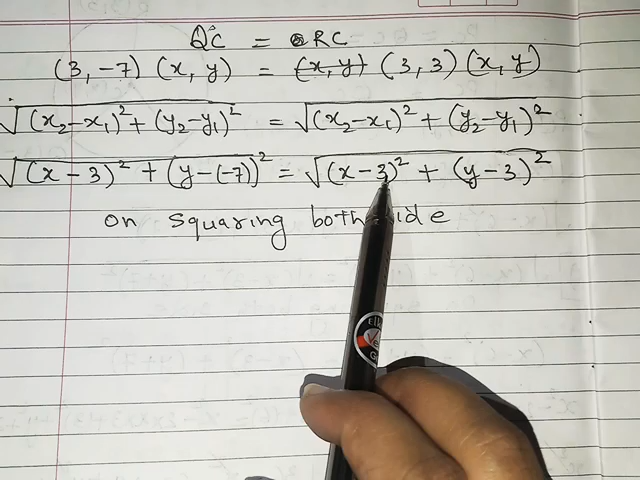 QC = RC
(3, -7) (x, y) = (x, y) (3, 3) (x, y)
√(x₂-x₁)² + (y₂-y₁)² = √(x₂-x₁)² + (y₂-y₁)²
√(x-3)² + (y-(-7))² = √(x-3)² + (y-3)²
on squaring both ide